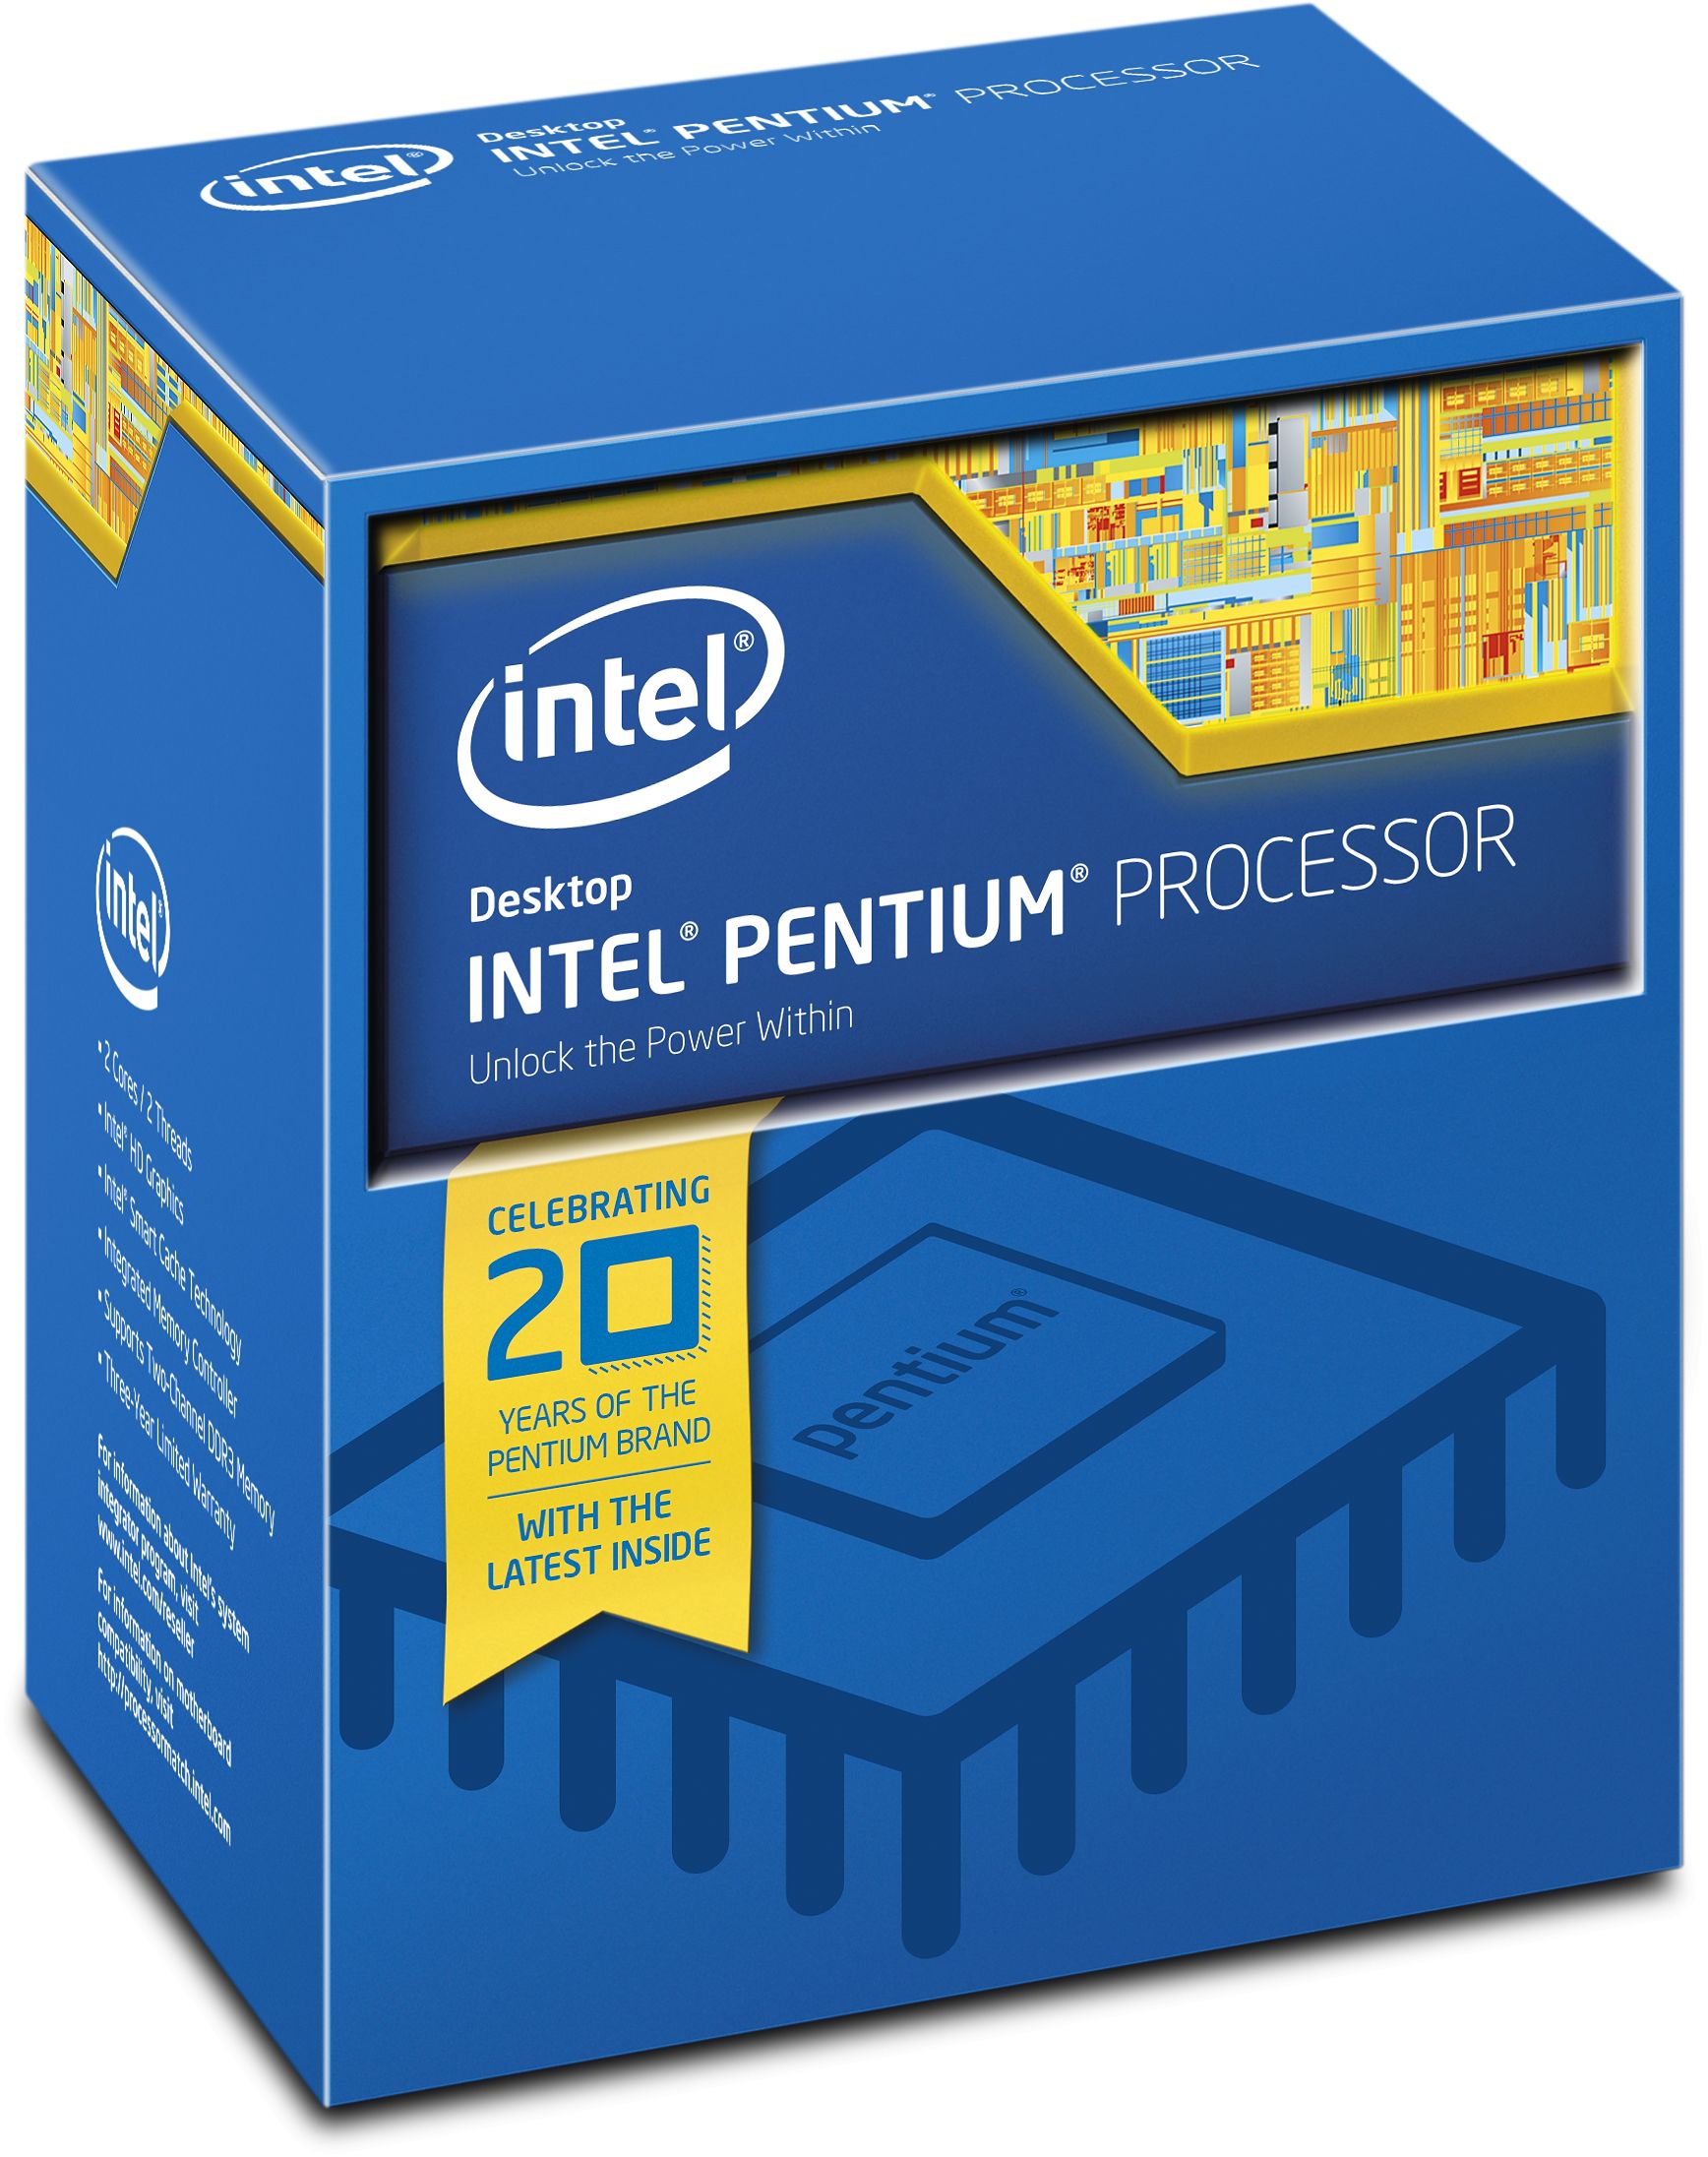 intel®
Desktop
INTEL® PENTIUM® PROCESSOR
Unlock the Power Within
intel®
Desktop
INTEL® PENTIUM® PROCESSOR
Unlock the Power Within
CELEBRATING
20
YEARS OF THE
PENTIUM BRAND
WITH THE
LATEST INSIDE
pentium®
intel®
• 2 Cores / 2 Threads
• Intel® HD Graphics
• Intel® Smart Cache Technology
• Integrated Memory Controller
• Supports Two-Channel DDR3 Memory
• Three-Year Limited Warranty
For information about Intel's system
integrator program, visit
www.intel.com/reseller
For information on motherboard
compatibility, visit
http://processormatch.intel.com